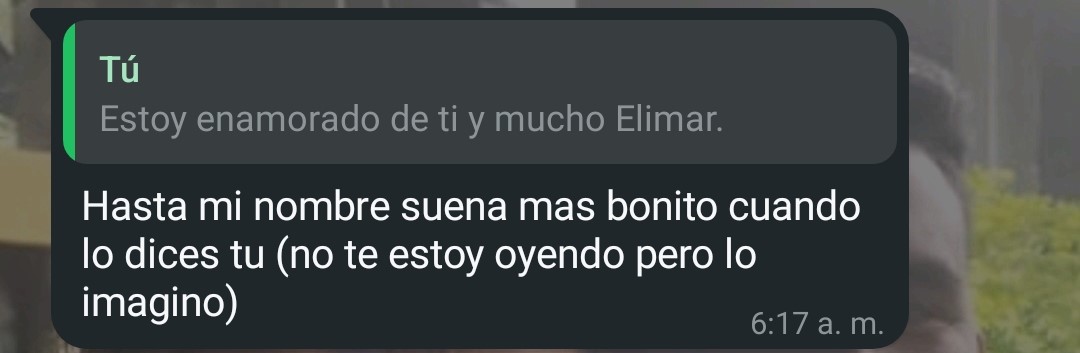 Tú
Estoy enamorado de ti y mucho Elimar.
Hasta mi nombre suena mas bonito cuando
lo dices tu (no te estoy oyendo pero lo
imagino)
6:17 a. m.